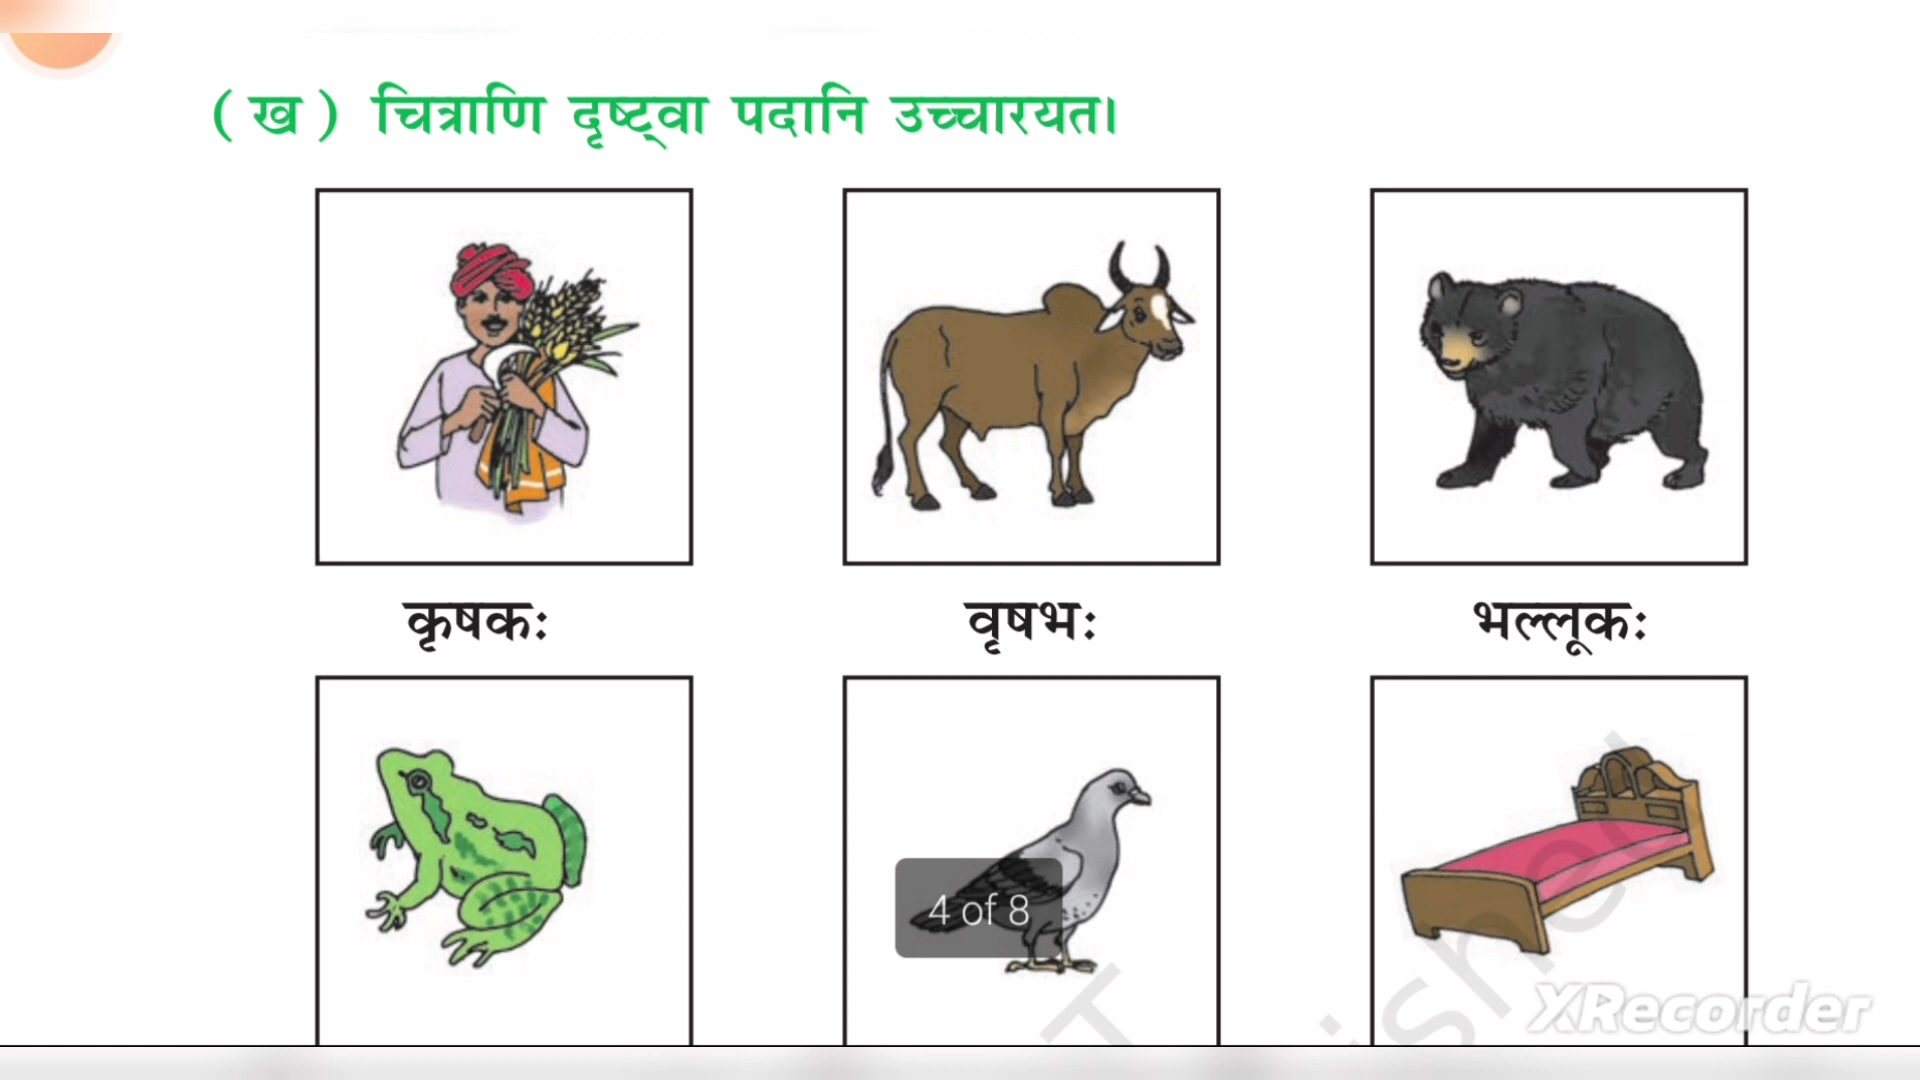 ( ख ) चित्राणि दृष्ट्वा पदानि उच्चारयत।
कृषकः
वृषभः
भल्लूकः
4 of 8
XRecorder